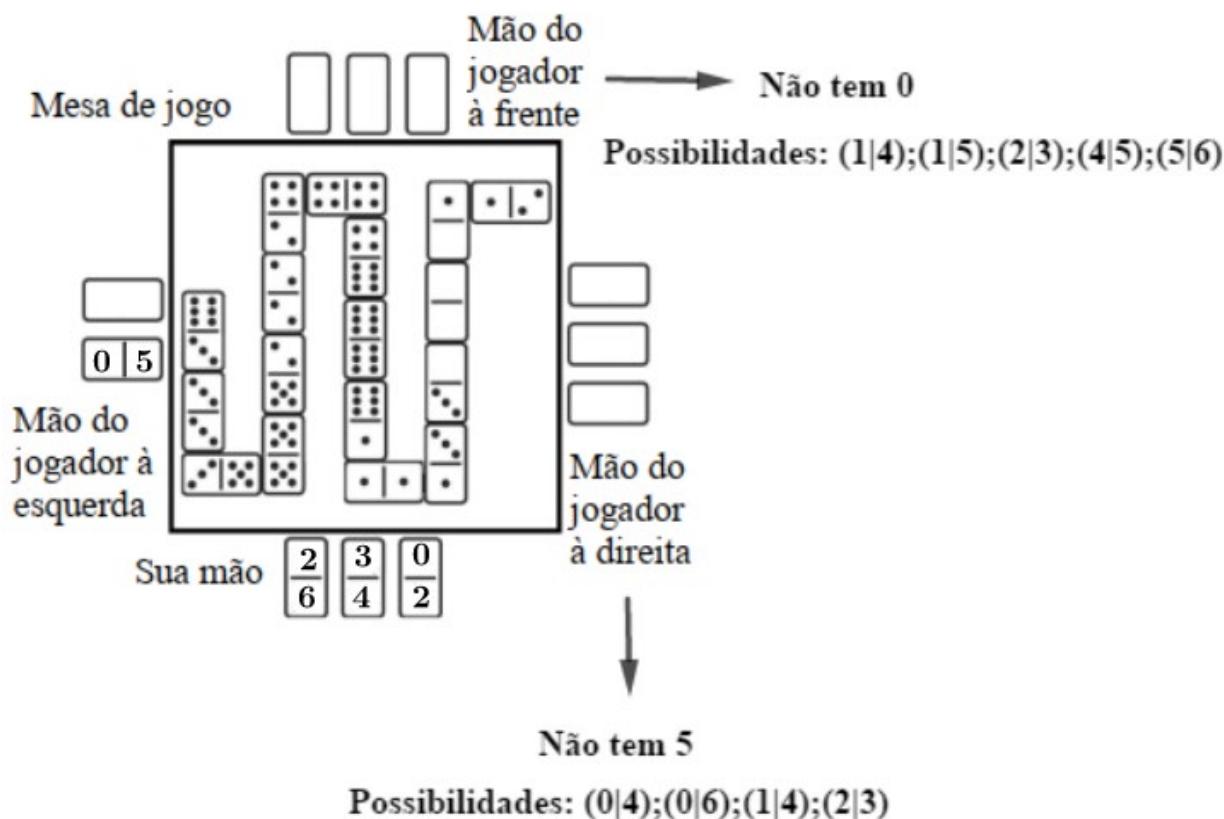 Mão do
jogador
à frente
Não tem 0
Possibilidades: (1|4);(1|5);(2|3);(4|5);(5|6)
Mesa de jogo
0 | 5
Mão do
jogador à
esquerda
Mão do
jogador
à direita
Sua mão
2 3 0
6 4 2
Não tem 5
Possibilidades: (0|4);(0|6);(1|4);(2|3)